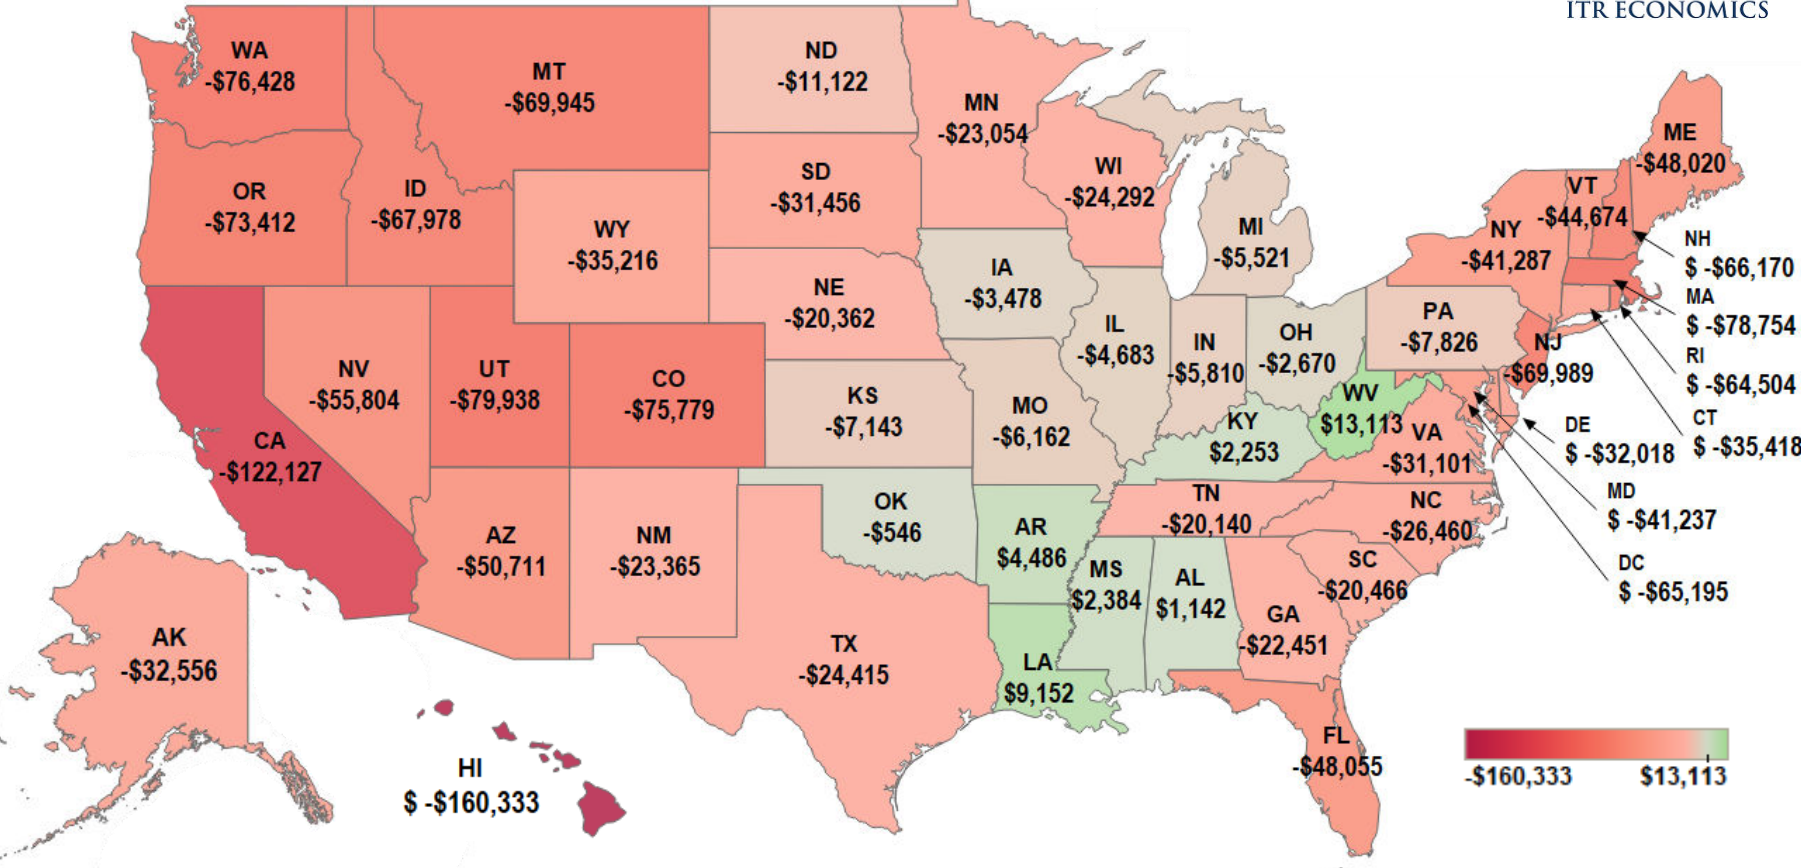 ITR ECONOMICS
WA
-$76,428
MT
-$69,945
ND
-$11,122
MN
-$23,054
WI
-$24,292
SD
-$31,456
OR
-$73,412
ID
-$67,978
WY
-$35,216
MI
-$5,521
ME
-$48,020
VT
-$44,674
NY
-$41,287
NH
$ -$66,170
MA
$ -$78,754
RI
$ -$64,504
CT
$ -$35,418
IA
-$3,478
NE
-$20,362
IL
-$4,683
IN
-$5,810
OH
-$2,670
PA
-$7,826
NJ
-$69,989
NV
-$55,804
UT
-$79,938
CO
-$75,779
KS
-$7,143
MO
-$6,162
KY
$2,253
WV
$13,113
VA
-$31,101
DE
$ -$32,018
MD
$ -$41,237
DC
$ -$65,195
CA
-$122,127
AZ
-$50,711
NM
-$23,365
OK
-$546
AR
$4,486
TN
-$20,140
NC
-$26,460
SC
-$20,466
MS
$2,384
AL
$1,142
GA
-$22,451
AK
-$32,556
TX
-$24,415
LA
$9,152
FL
-$48,055
HI
$ -$160,333
-$160,333
$13,113